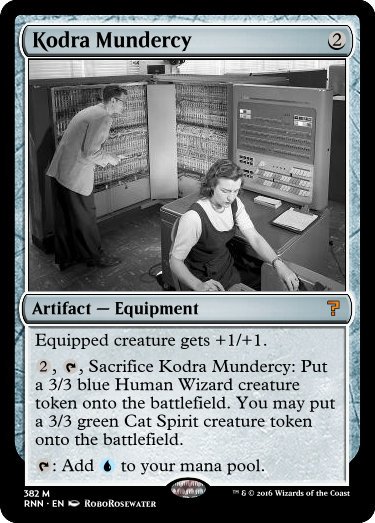 Kodra Mundercy 2
Artifact — Equipment
Equipped creature gets +1/+1.
2, , Sacrifice Kodra Mundercy: Put
a 3/3 blue Human Wizard creature
token onto the battlefield. You may put
a 3/3 green Cat Spirit creature token
onto the battlefield.
: Add to your mana pool.
382 M
RNN • EN RoboRosewater
™ & © 2016 Wizards of the Coast